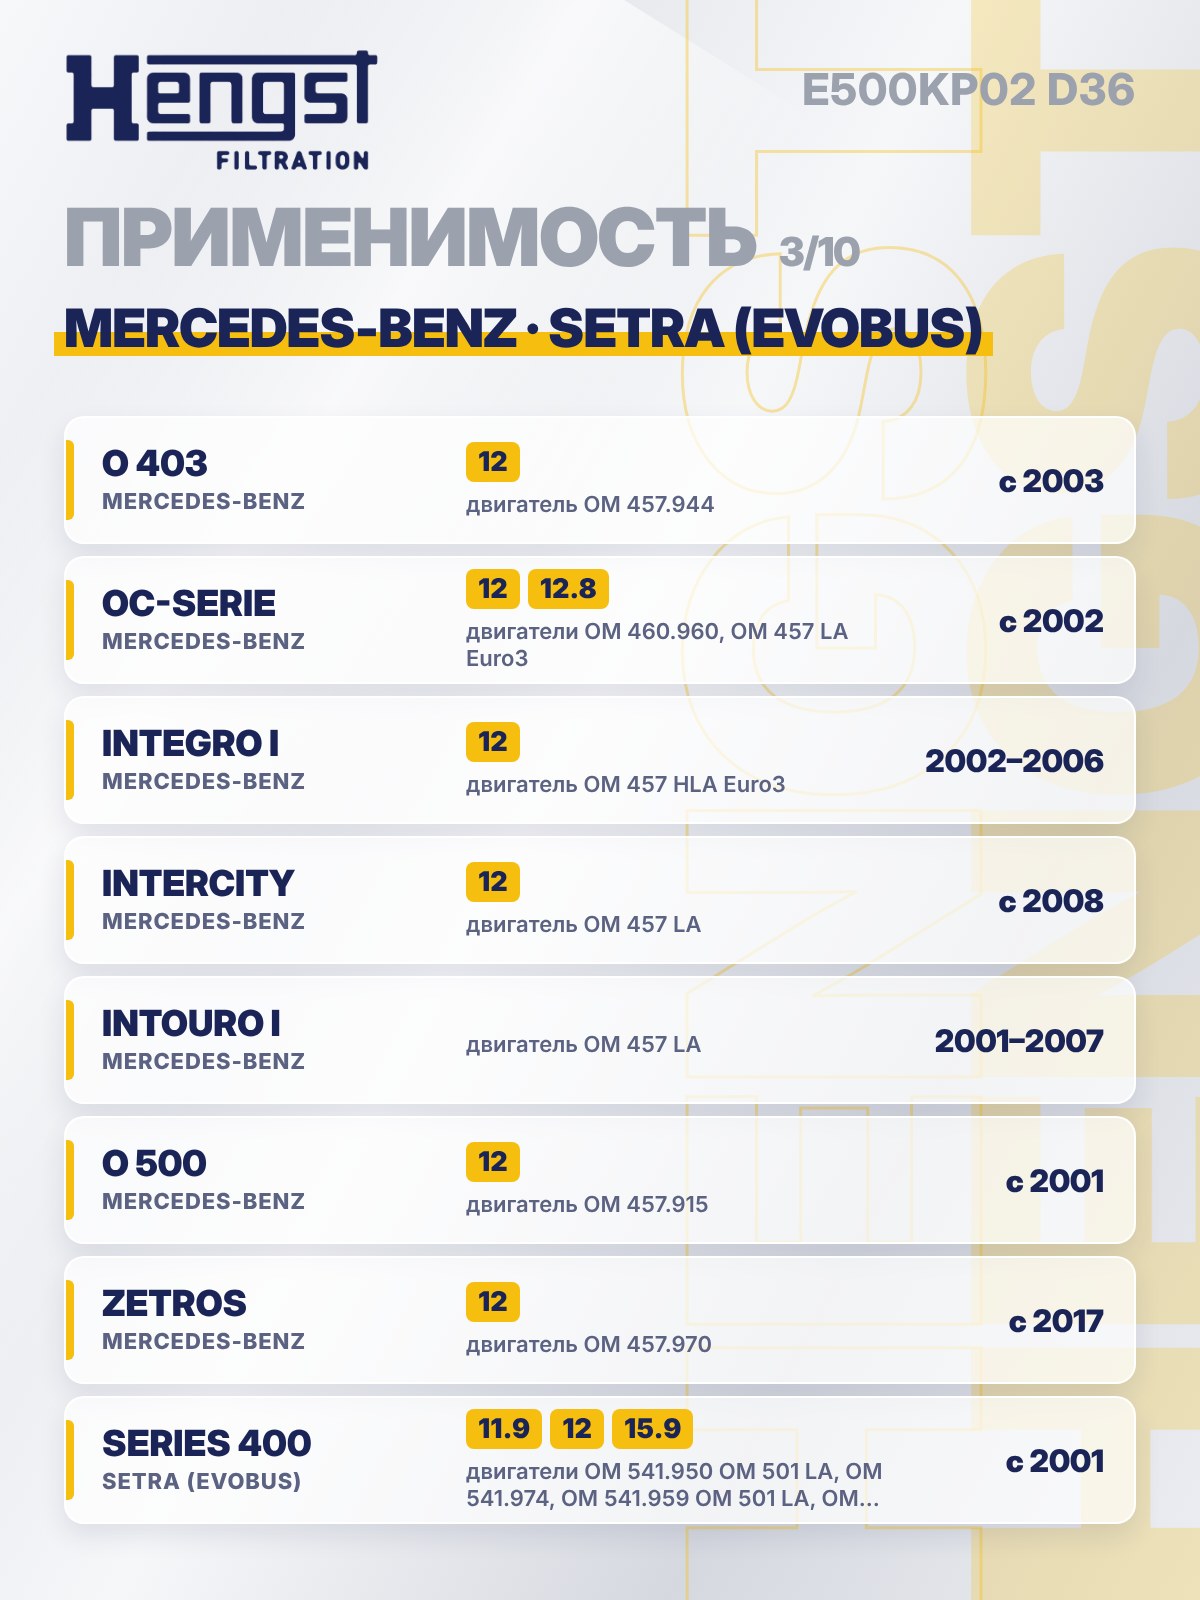 Hengst
FILTRATION
E500KP02 D36
ПРИМЕНИМОСТЬ 3/10
MERCEDES-BENZ · SETRA (EVOBUS)
O 403
MERCEDES-BENZ
12
двигатель OM 457.944
с 2003
OC-SERIE
MERCEDES-BENZ
12 12.8
двигатели OM 460.960, OM 457 LA
Euro3
с 2002
INTEGRO I
MERCEDES-BENZ
12
двигатель OM 457 HLA Euro3
2002–2006
INTERCITY
MERCEDES-BENZ
12
двигатель OM 457 LA
с 2008
INTOURO I
MERCEDES-BENZ
двигатель OM 457 LA
2001–2007
O 500
MERCEDES-BENZ
12
двигатель OM 457.915
с 2001
ZETROS
MERCEDES-BENZ
12
двигатель OM 457.970
с 2017
SERIES 400
SETRA (EVOBUS)
11.9 12 15.9
двигатели OM 541.950 OM 501 LA, OM
541.974, OM 541.959 OM 501 LA, OM...
с 2001
HENGST
HENGST